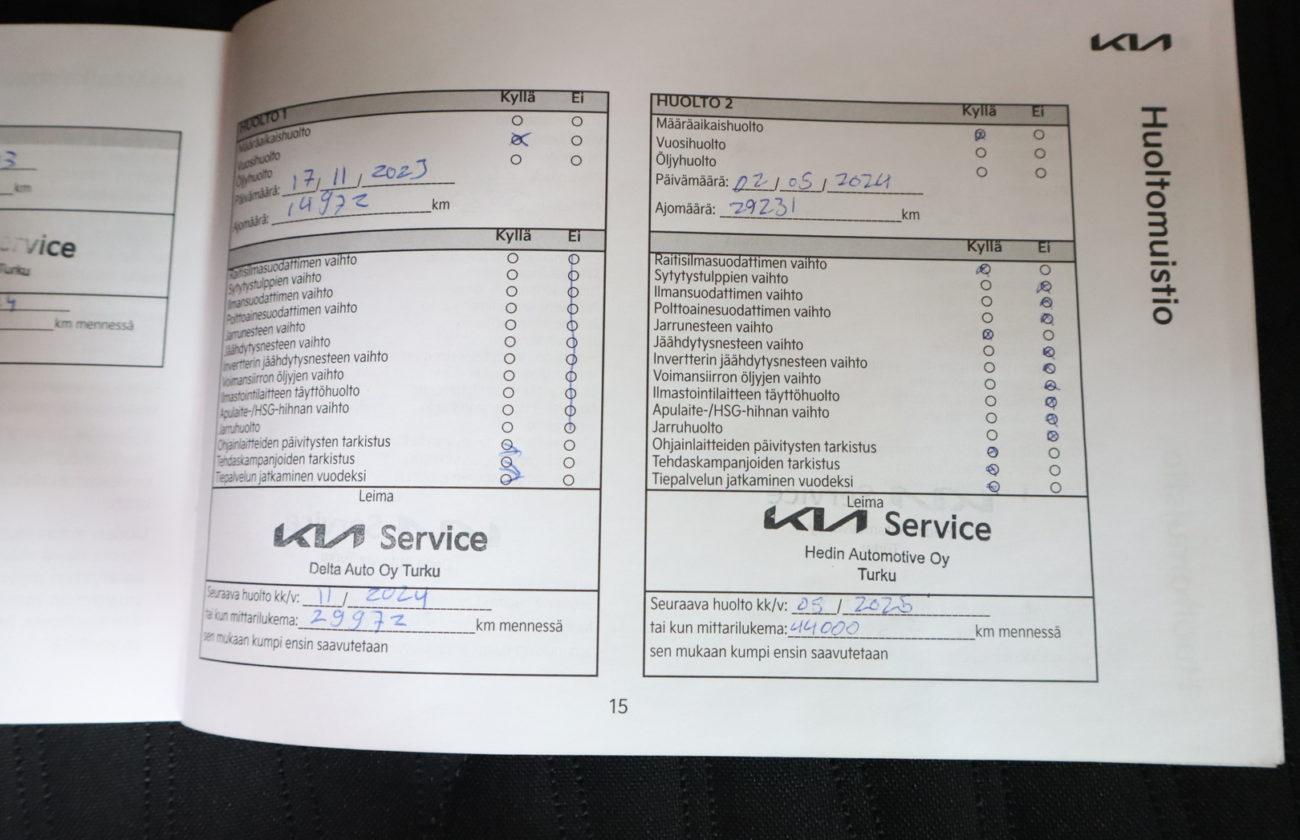 3
km
ervice
Turku
4
km mennessä
KIA
Huoltomuistio
HUOLTO 1 Kyllä Ei
Määräaikaishuolto
Vuosihuolto
Öljyhuolto
Päivämäärä: 17 / 11 / 2023
Ajomäärä: 14972 km
Kyllä Ei
Raitisilmasuodattimen vaihto
Sytytystulppien vaihto
Ilmansuodattimen vaihto
Polttoainesuodattimen vaihto
Jarrunesteen vaihto
Jäähdytysnesteen vaihto
Invertterin jäähdytysnesteen vaihto
Voimansiirron öljyjen vaihto
Ilmastointilaitteen täyttöhuolto
Apulaite-/HSG-hihnan vaihto
Jarruhuolto
Ohjainlaitteiden päivitysten tarkistus
Tehdaskampanjoiden tarkistus
Tiepalvelun jatkaminen vuodeksi
Leima
KIA Service
Delta Auto Oy Turku
Seuraava huolto kk/v: 11 / 2024
tai kun mittarilukema: 29972 km mennessä
sen mukaan kumpi ensin saavutetaan
HUOLTO 2 Kyllä Ei
Määräaikaishuolto
Vuosihuolto
Öljyhuolto
Päivämäärä: 02 / 05 / 2024
Ajomäärä: 29231 km
Kyllä Ei
Raitisilmasuodattimen vaihto
Sytytystulppien vaihto
Ilmansuodattimen vaihto
Polttoainesuodattimen vaihto
Jarrunesteen vaihto
Jäähdytysnesteen vaihto
Invertterin jäähdytysnesteen vaihto
Voimansiirron öljyjen vaihto
Ilmastointilaitteen täyttöhuolto
Apulaite-/HSG-hihnan vaihto
Jarruhuolto
Ohjainlaitteiden päivitysten tarkistus
Tehdaskampanjoiden tarkistus
Tiepalvelun jatkaminen vuodeksi
Leima
KIA Service
Hedin Automotive Oy
Turku
Seuraava huolto kk/v: 05 / 2025
tai kun mittarilukema: 44000 km mennessä
sen mukaan kumpi ensin saavutetaan
15